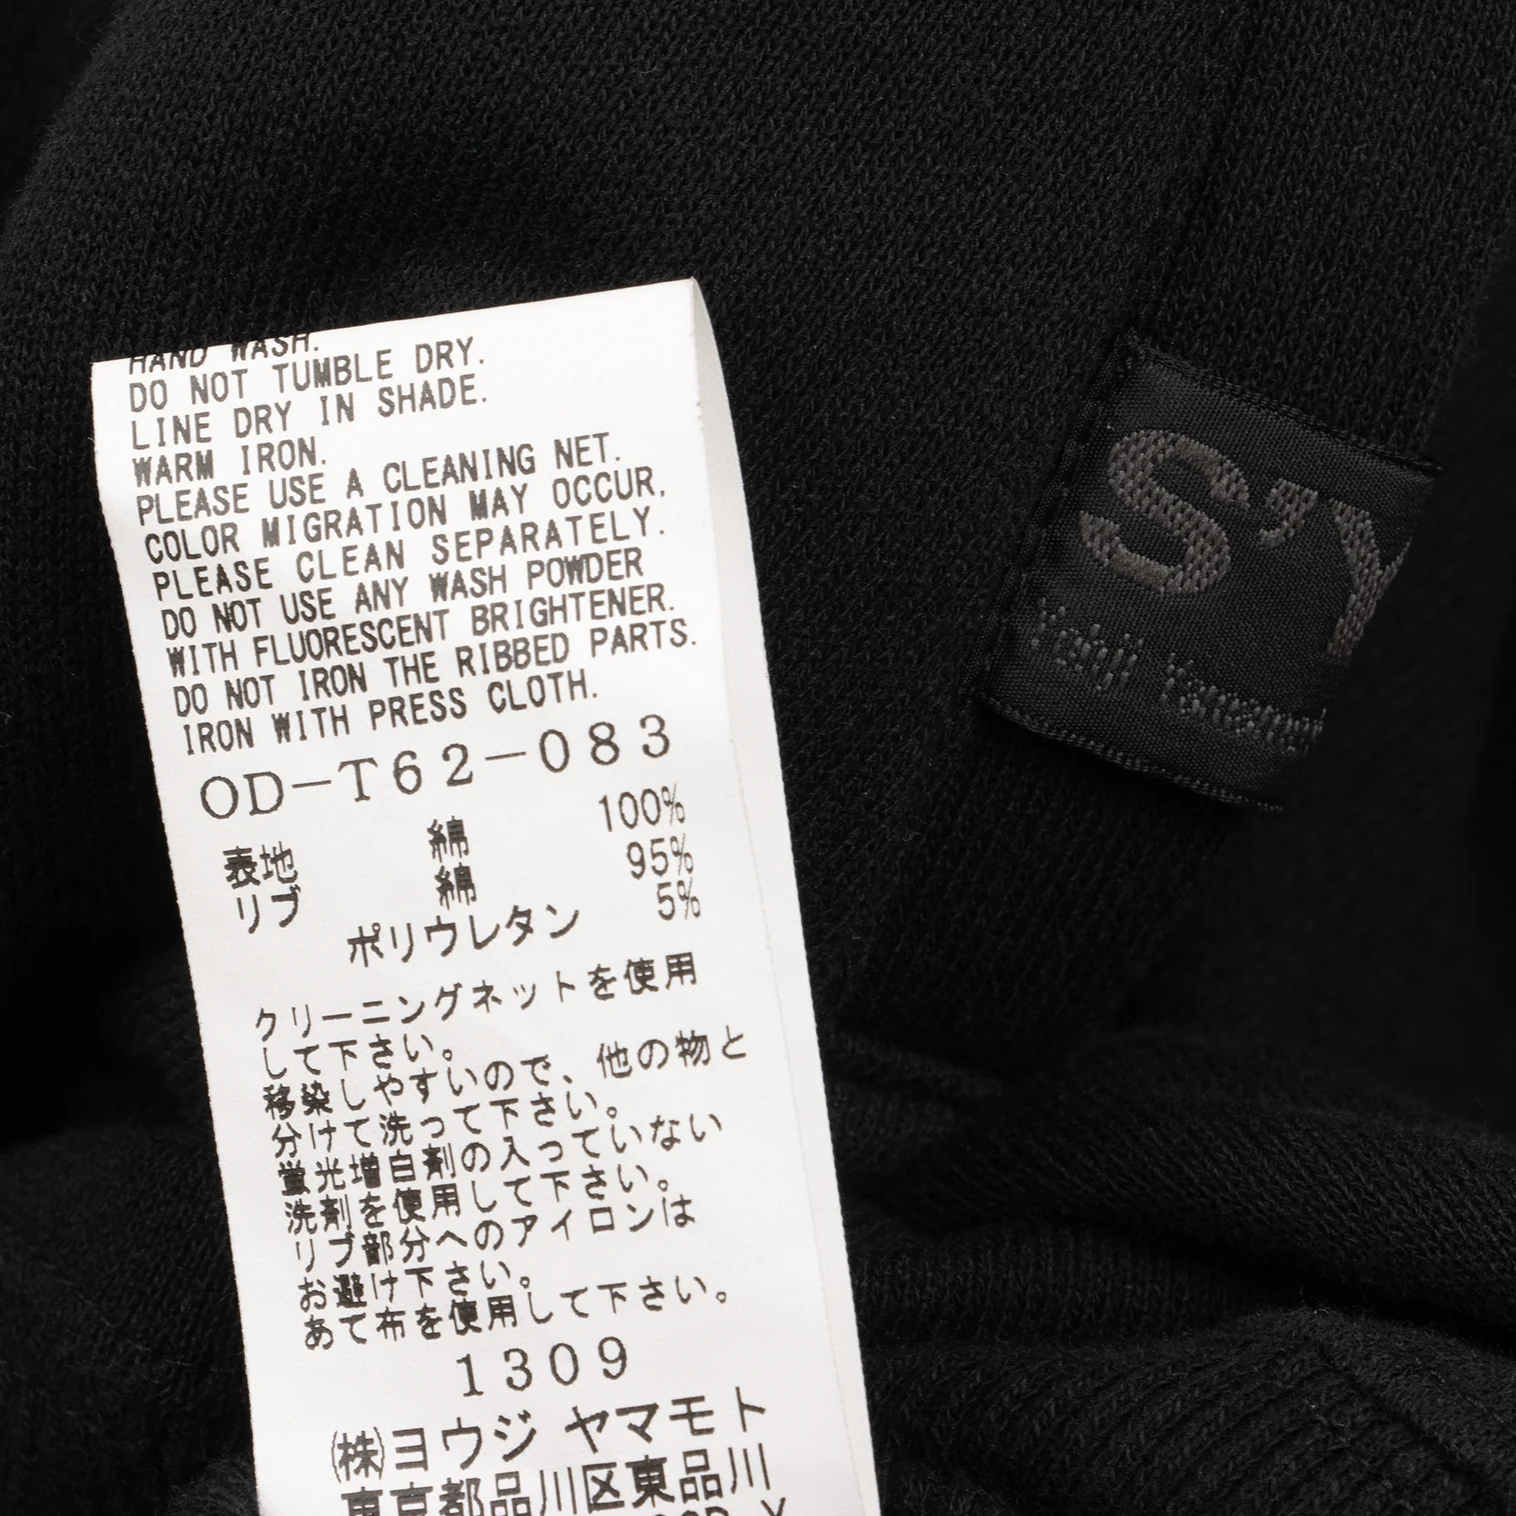 HAND WASH.
DO NOT TUMBLE DRY.
LINE DRY IN SHADE.
WARM IRON.
PLEASE USE A CLEANING NET.
COLOR MIGRATION MAY OCCUR,
PLEASE CLEAN SEPARATELY.
DO NOT USE ANY WASH POWDER
WITH FLUORESCENT BRIGHTENER.
DO NOT IRON THE RIBBED PARTS.
IRON WITH PRESS CLOTH.
OD-T62-083
表地 綿 100%
リブ 綿 95%
ポリウレタン 5%
クリーニングネットを使用
して下さい。
移染しやすいので、他の物と
分けて洗って下さい。
蛍光増白剤の入っていない
洗剤を使用して下さい。
リブ部分へのアイロンは
お避け下さい。
あて布を使用して下さい。
1309
(株)ヨウジ ヤマモト
東京都品川区東品川
S'Y
Yohji Yamamo